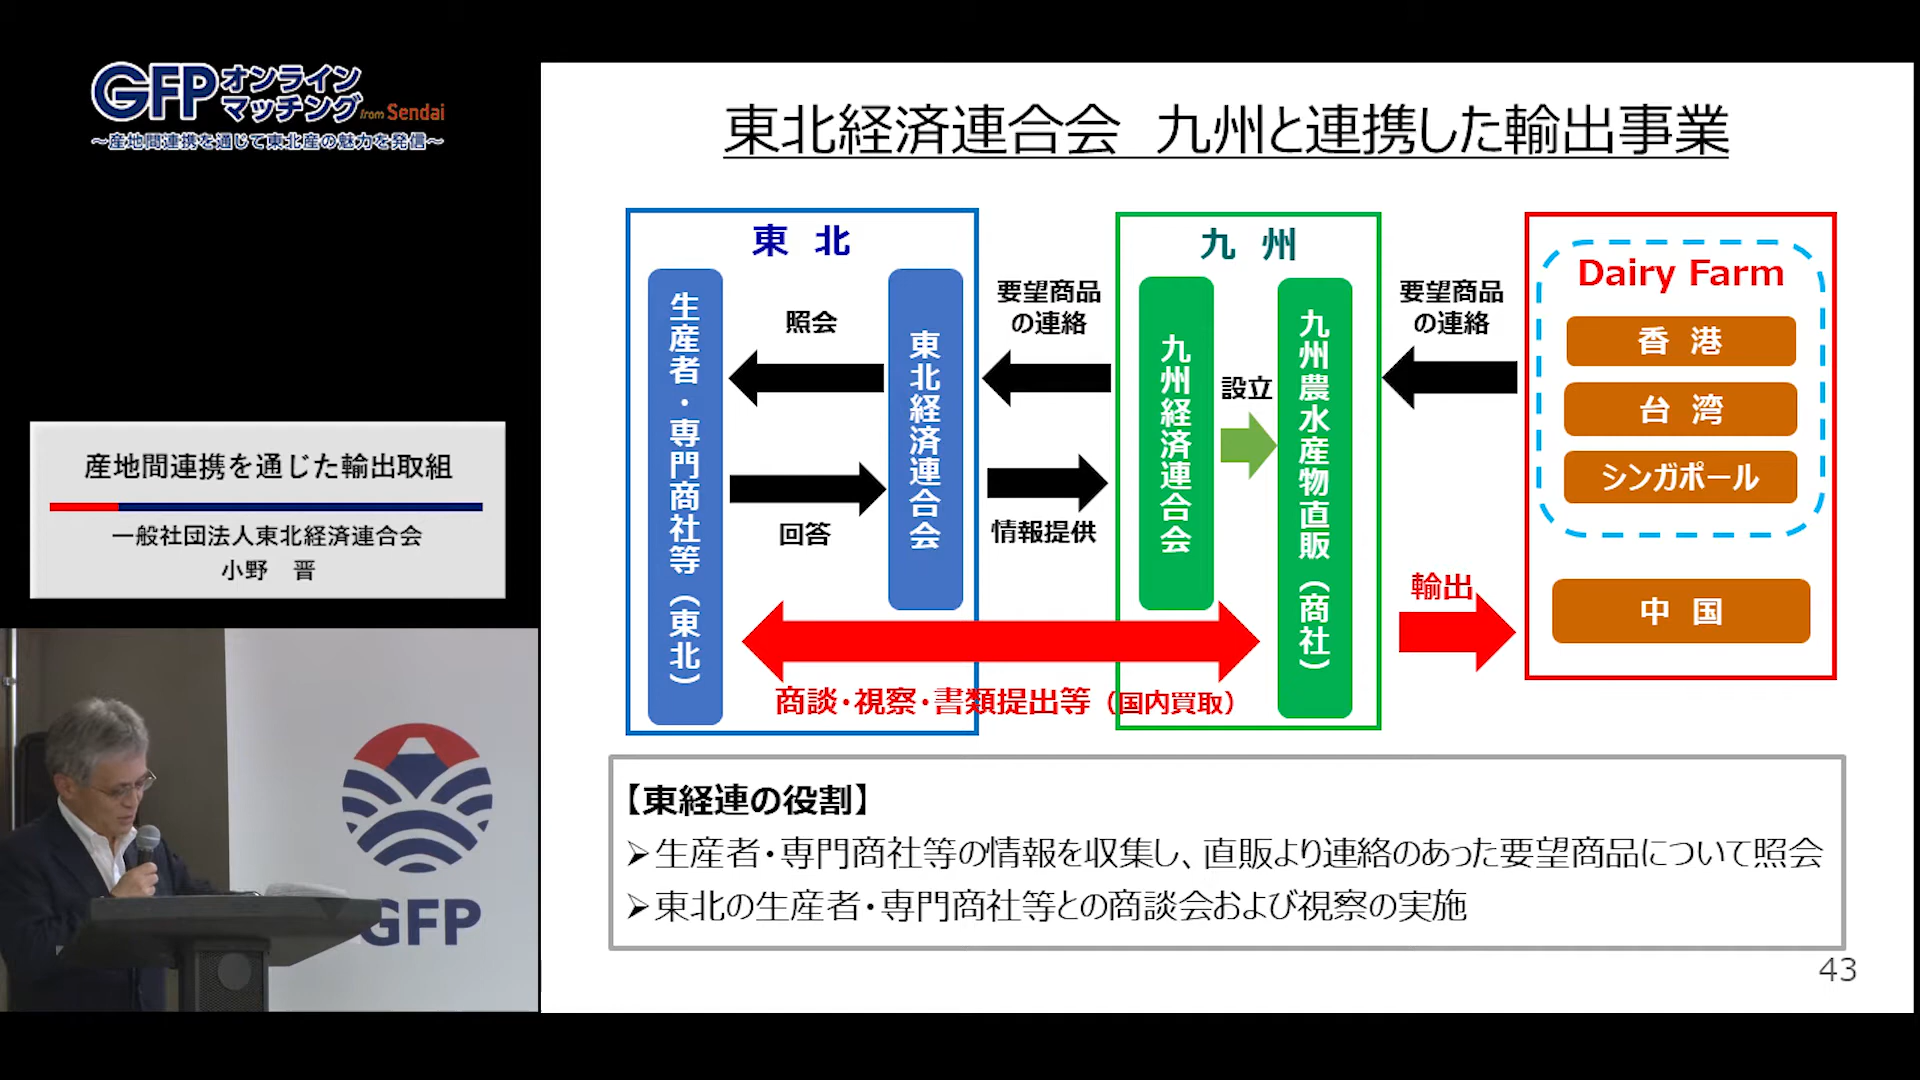 GFPオンライン
マッチング from Sendai
～産地間連携を通じて東北産の魅力を発信～
産地間連携を通じた輸出取組
一般社団法人東北経済連合会
小野　晋
GFP
東北経済連合会　九州と連携した輸出事業
東 北
生産者・専門商社等（東北）
照会
回答
東北経済連合会
要望商品
の連絡
情報提供
九 州
九州経済連合会
設立
九州農水産物直販（商社）
商談・視察・書類提出等（国内買取）
要望商品
の連絡
輸出
Dairy Farm
香 港
台 湾
シンガポール
中 国
【東経連の役割】
➢生産者・専門商社等の情報を収集し、直販より連絡のあった要望商品について照会
➢東北の生産者・専門商社等との商談会および視察の実施
43